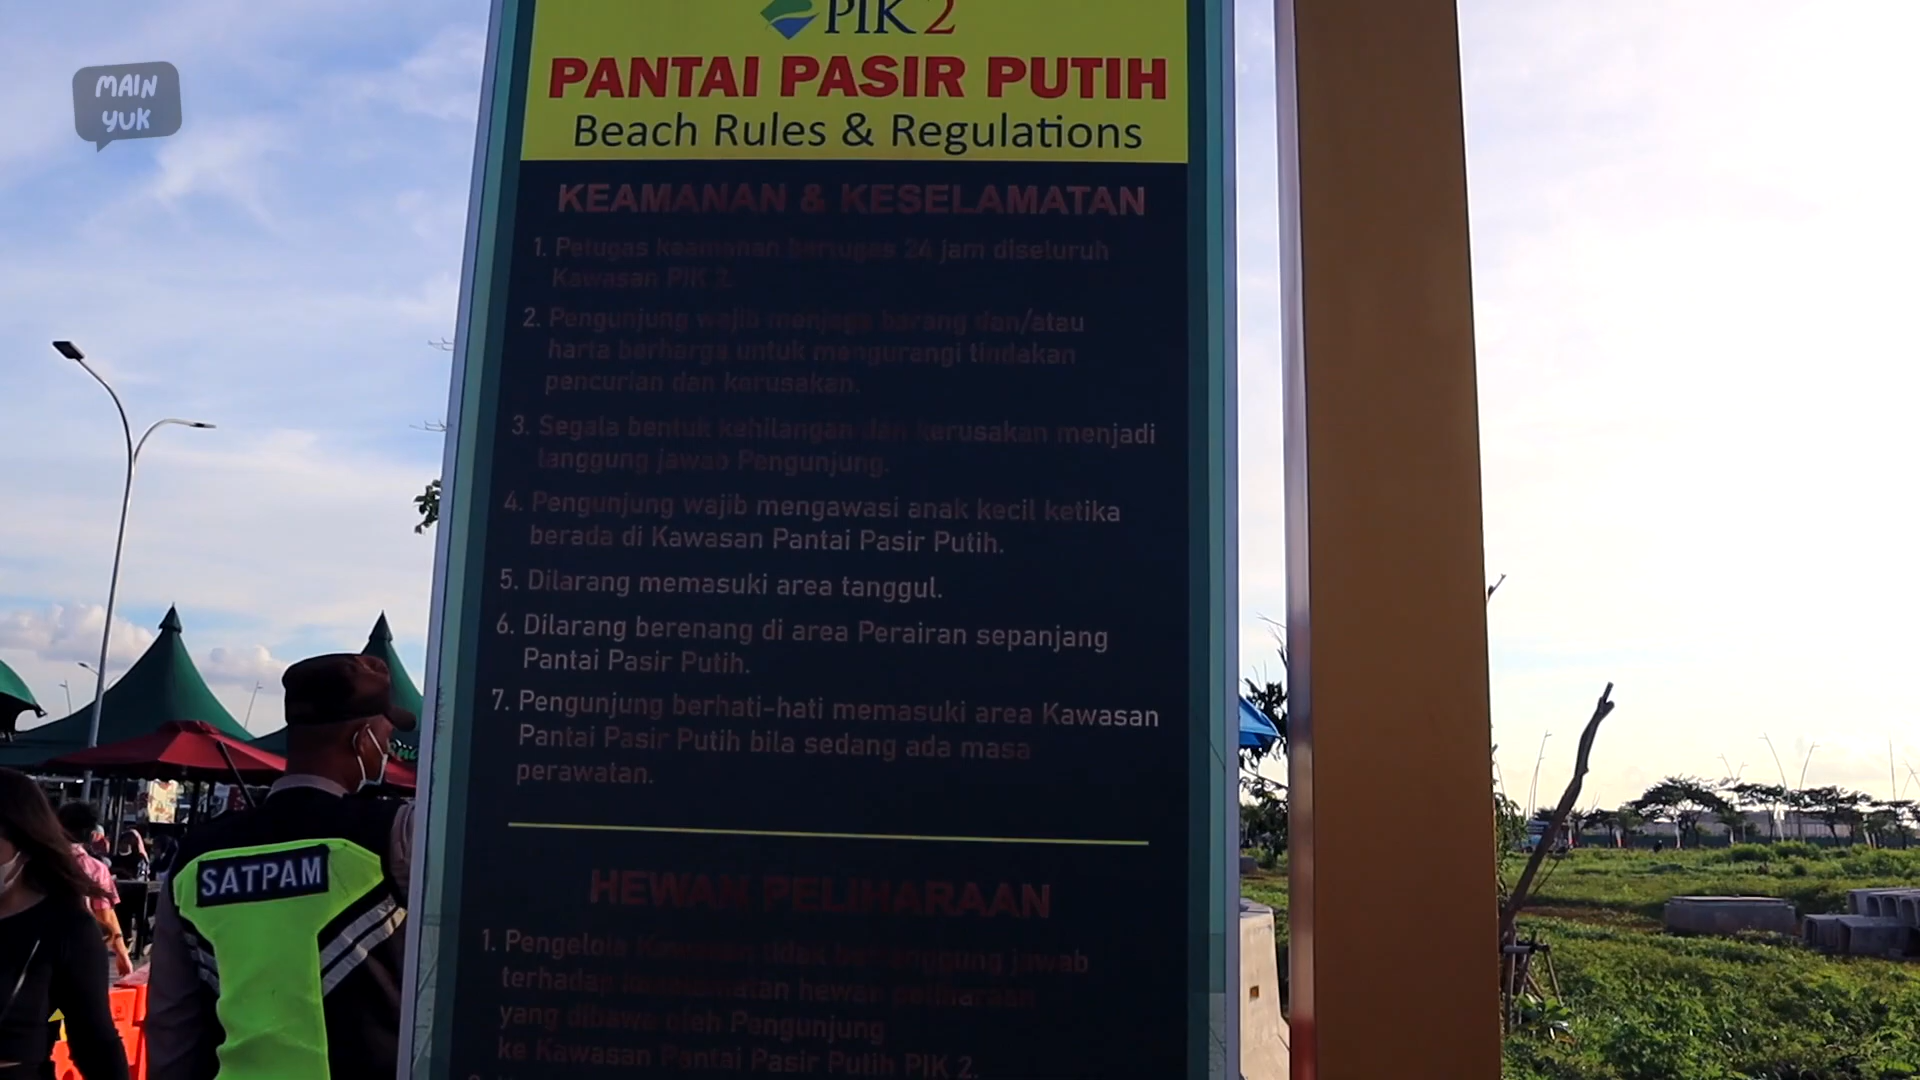 MAIN
YUK
PIK 2
PANTAI PASIR PUTIH
Beach Rules & Regulations
KEAMANAN & KESELAMATAN
1. Petugas keamanan bertugas 24 jam diseluruh
Kawasan PIK 2.
2. Pengunjung wajib menjaga barang dan/atau
harta berharga untuk mengurangi tindakan
pencurian dan kerusakan.
3. Segala bentuk kehilangan dan kerusakan menjadi
tanggung jawab Pengunjung.
4. Pengunjung wajib mengawasi anak kecil ketika
berada di Kawasan Pantai Pasir Putih.
5. Dilarang memasuki area tanggul.
6. Dilarang berenang di area Perairan sepanjang
Pantai Pasir Putih.
7. Pengunjung berhati-hati memasuki area Kawasan
Pantai Pasir Putih bila sedang ada masa
perawatan.
HEWAN PELIHARAAN
1. Pengelola Kawasan tidak bertanggung jawab
terhadap keselamatan hewan peliharaan
yang dibawa oleh Pengunjung
ke Kawasan Pantai Pasir Putih PIK 2.
SATPAM